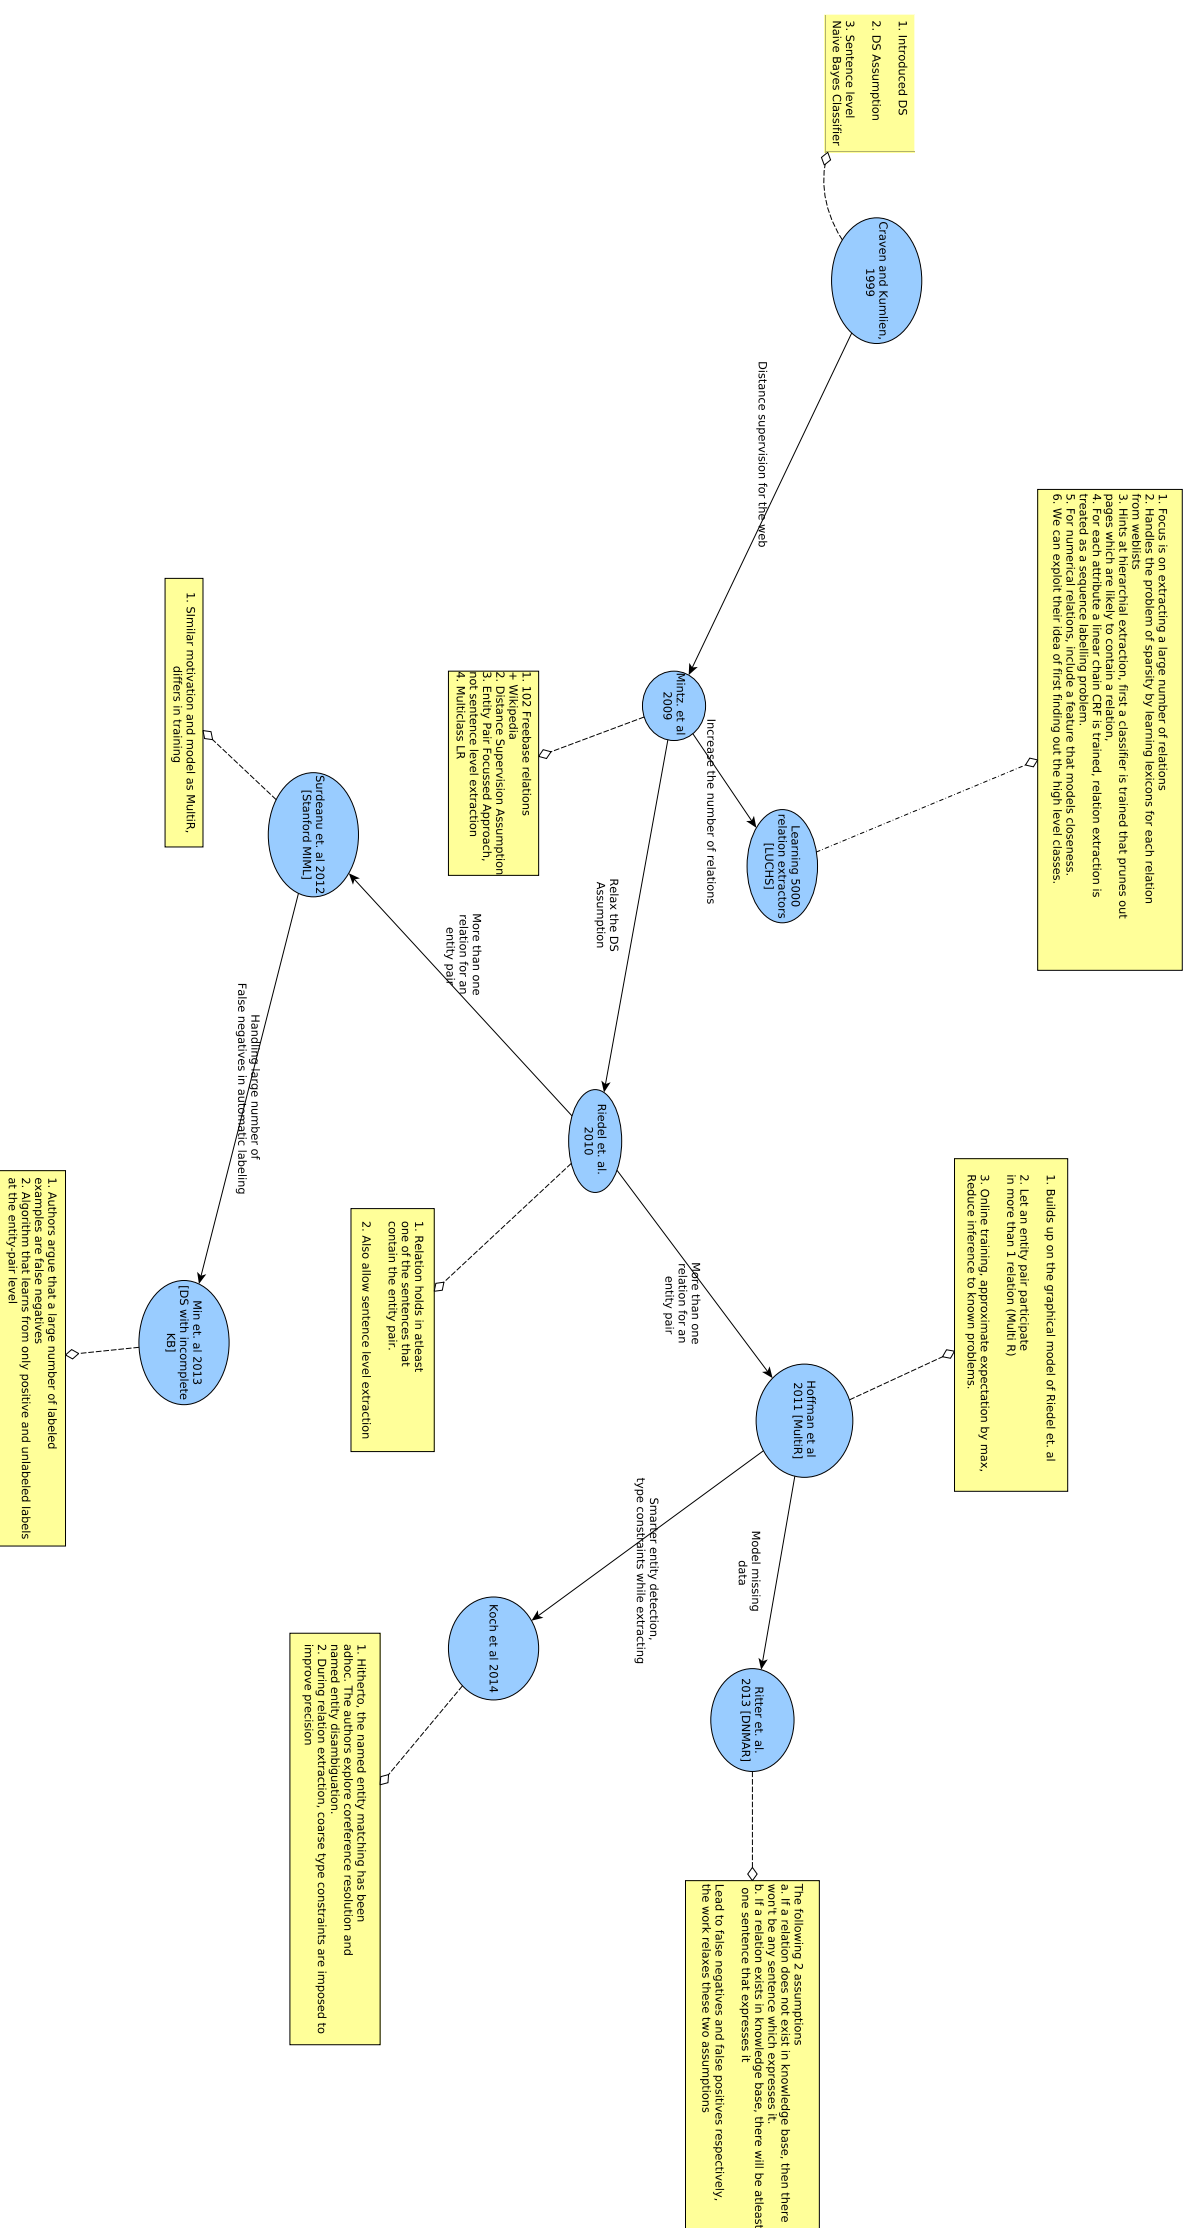 1. Introduced DS
2. DS Assumption
3. Sentence level
Naive Bayes Classifier
Craven and Kumlien,
1999
Distance supervision for the web
1. Focus is on extracting a large number of relations
2. Handles the problem of sparsity by learning lexicons for each relation
from weblists
3. Hints at hierarchial extraction, first a classifier is trained that prunes out
pages which are likely to contain a relation,
4. For each attribute a linear chain CRF is trained, relation extraction is
treated as a sequence labelling problem.
5. For numerical relations, include a feature that models closeness.
6. We can exploit their idea of first finding out the high level classes.
Mintz. et al
2009
1. 102 Freebase relations
+ Wikipedia
2. Distance Supervision Assumption
3. Entity Pair Focussed Approach,
not sentence level extraction
4. Multiclass LR
Increase the number of relations
Learning 5000
relation extractors
[LUCHS]
Relax the DS
Assumption
1. SImilar motivation and model as MultiR,
differs in training
Surdeanu et. al 2012
[Stanford MIML]
More than one
relation for an
entity pair
Handling large number of
False negatives in automatic labeling
Riedel et. al.
2010
1. Relation holds in atleast
one of the sentences that
contain the entity pair.
2. Also allow sentence level extraction
More than one
relation for an
entity pair
1. Builds up on the graphical model of Riedel et. al
2. Let an entity pair participate
in more than 1 relation (Multi R)
3. Online training, approximate expectation by max,
Reduce inference to known problems.
Hoffman et al
2011 [MultiR]
Min et. al 2013
[DS with incomplete
KB]
1. Authors argue that a large number of labeled
examples are false negatives
2. Algorithm that learns from only positive and unlabeled labels
at the entity-pair level
Smarter entity detection,
type constraints while extracting
Model missing
data
Koch et al 2014
1. Hitherto, the named entity matching has been
adhoc. The authors explore coreference resolution and
named entity disambiguation.
2. During relation extraction, coarse type constraints are imposed to
improve precision
Ritter et. al.
2013 [DNMAR]
The following 2 assumptions
a. If a relation does not exist in knowledge base, then there
won't be any sentence which expresses it.
b. If a relation exists in knowledge base, there will be atleast
one sentence that expresses it
Lead to false negatives and false positives respectively,
the work relaxes these two assumptions